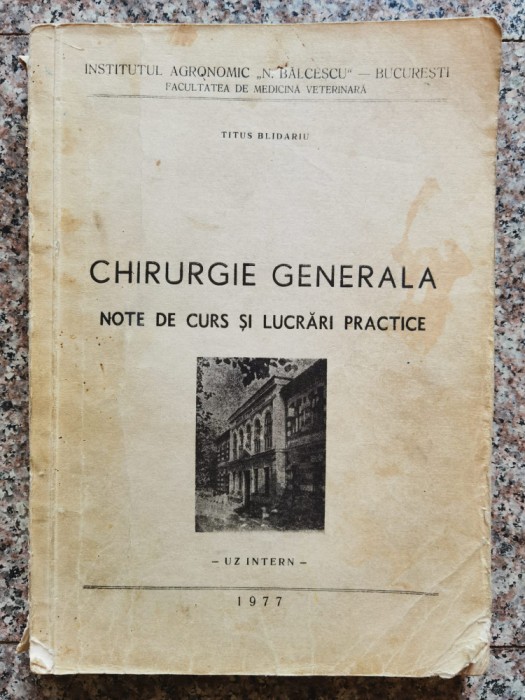 INSTITUTUL AGRONOMIC „N. BĂLCESCU" — BUCUREȘTI
FACULTATEA DE MEDICINĂ VETERINARĂ
TITUS BLIDARIU
CHIRURGIE GENERALA
NOTE DE CURS ȘI LUCRĂRI PRACTICE
– UZ INTERN –
1977